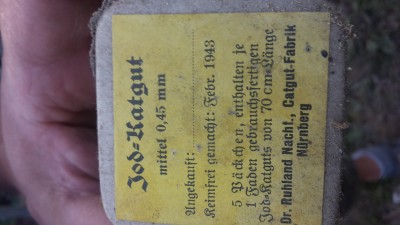 Jod-Katgut
mittel 0,45 mm
Angekauft:
Keimfrei gemacht: Febr. 1943
5 Päckchen, enthalten je
1 Faden gebrauchsfertigen
Jod-Katguts von 70 cm Länge
Dr. Ruhland Nachf., Catgut-Fabrik
Nürnberg